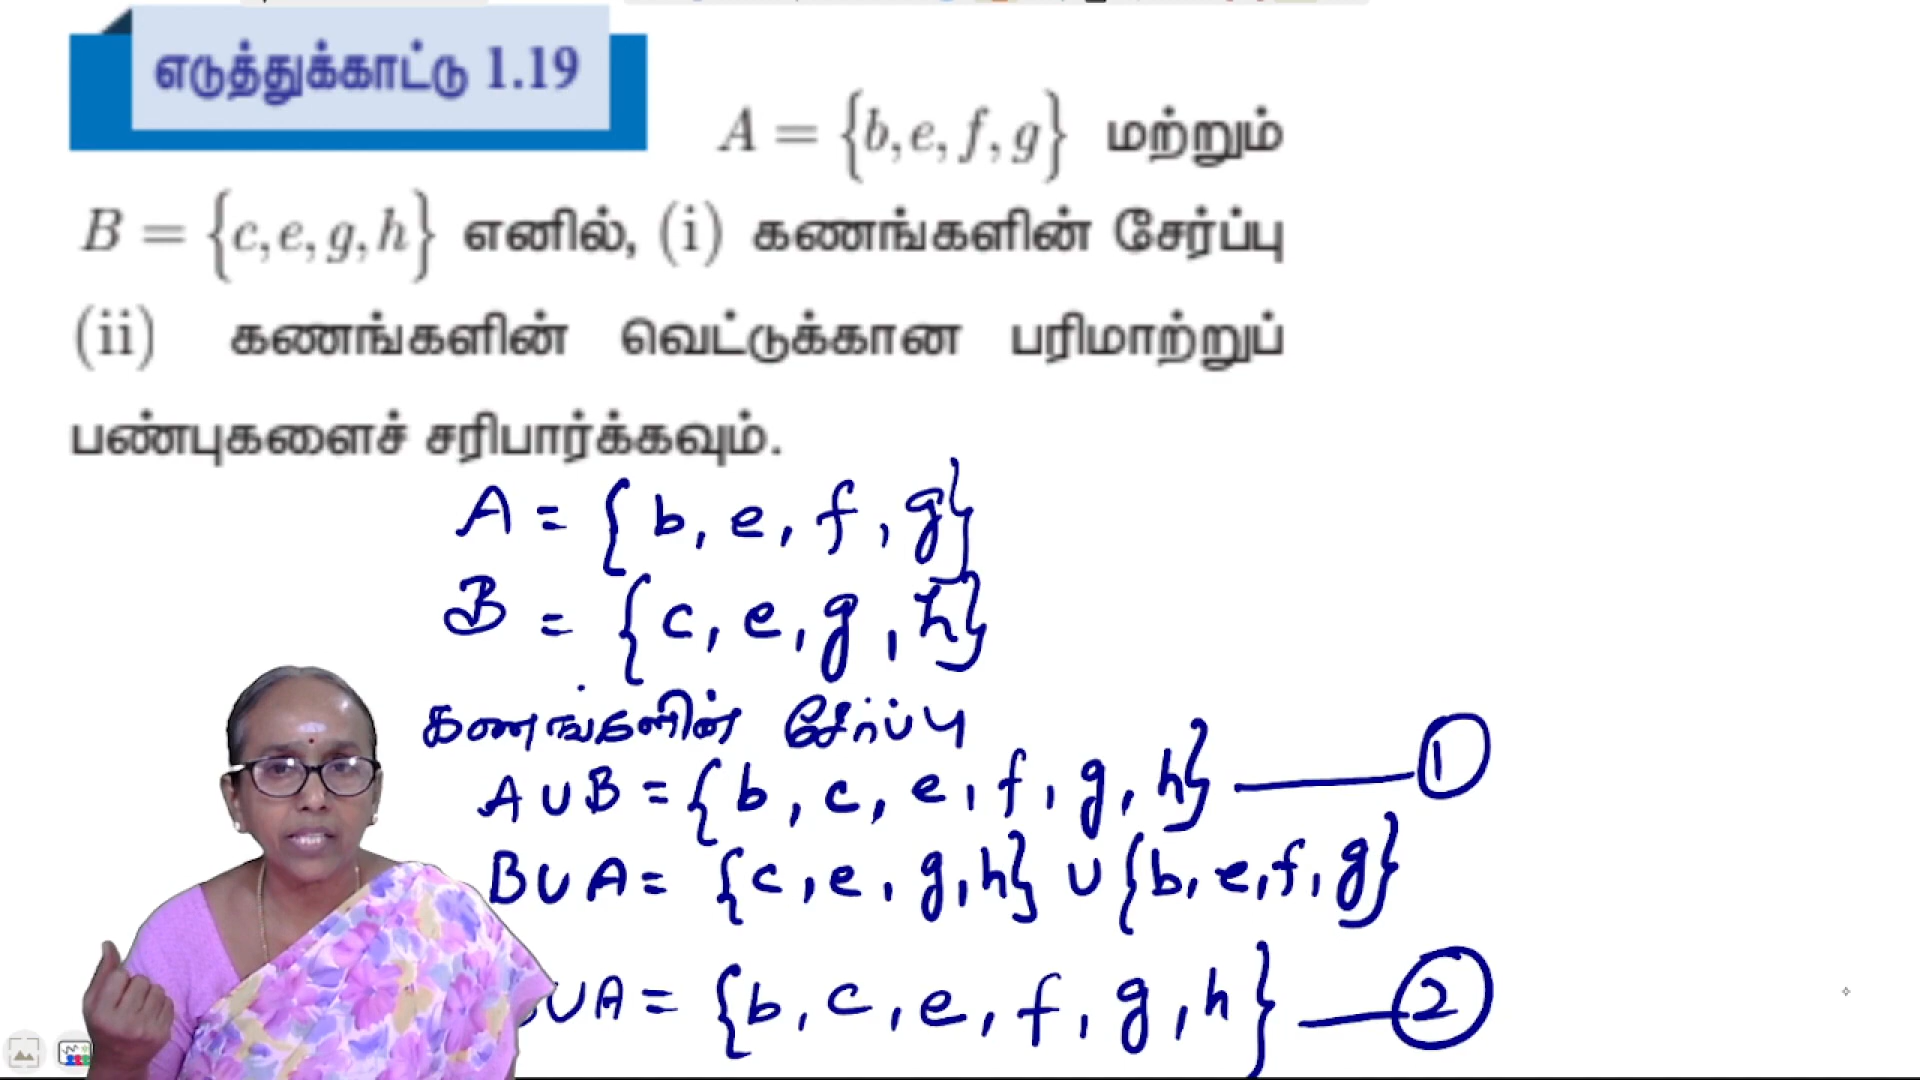 எடுத்துக்காட்டு 1.19
A = {b, e, f, g} மற்றும்
B = {c, e, g, h} எனில், (i) கணங்களின் சேர்ப்பு
(ii) கணங்களின் வெட்டுக்கான பரிமாற்றுப்
பண்புகளைச் சரிபார்க்கவும்.
A = {b, e, f, g}
B = {c, e, g, h}
கணங்களின் சேர்ப்பு
A ∪ B = {b, c, e, f, g, h} —— 1
B ∪ A = {c, e, g, h} ∪ {b, e, f, g}
∪ A = {b, c, e, f, g, h} —— 2